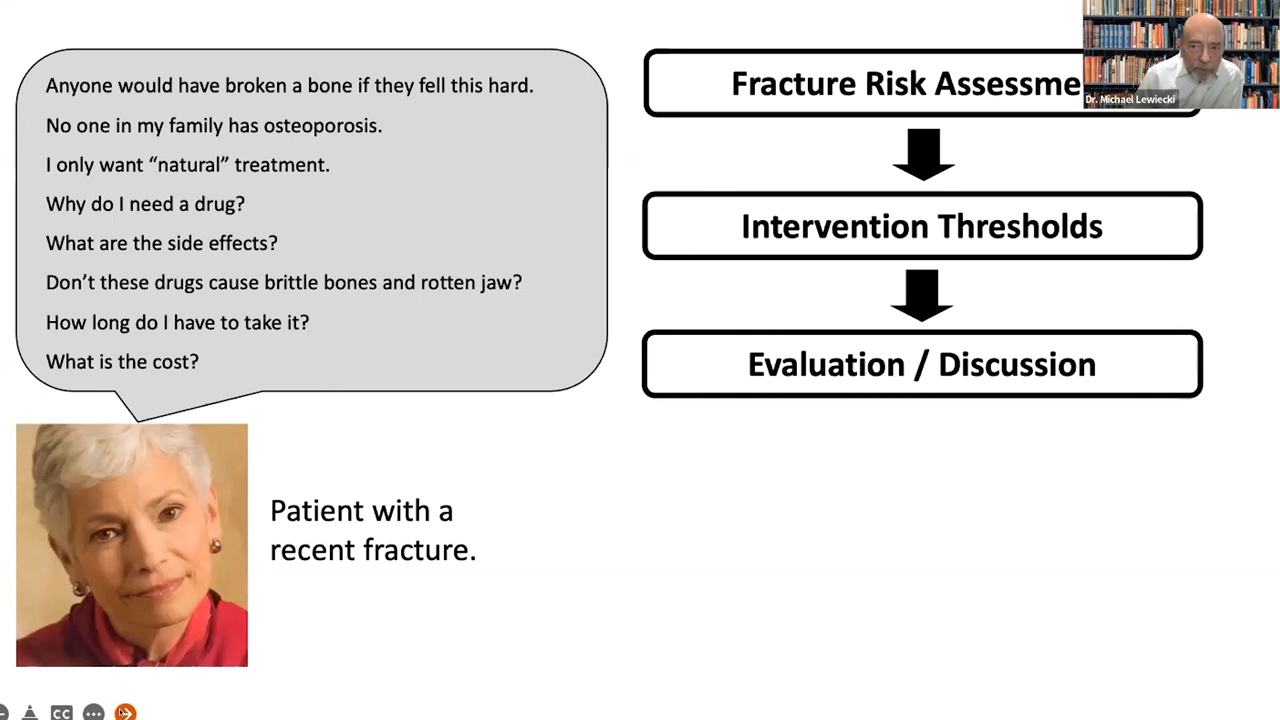 Anyone would have broken a bone if they fell this hard.
No one in my family has osteoporosis.
I only want “natural” treatment.
Why do I need a drug?
What are the side effects?
Don’t these drugs cause brittle bones and rotten jaw?
How long do I have to take it?
What is the cost?
Patient with a
recent fracture.
Fracture Risk Assessme
Dr. Michael Lewiecki
Intervention Thresholds
Evaluation / Discussion
CC